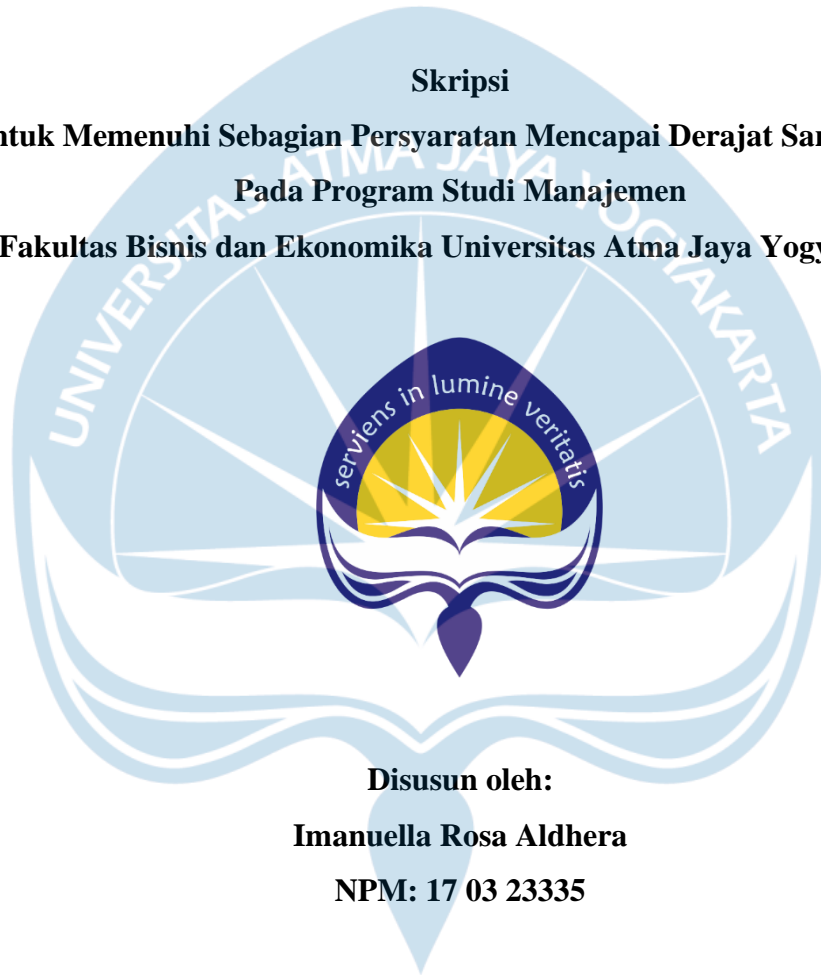 Skripsi
ntuk Memenuhi Sebagian Persyaratan Mencapai Derajat Sar
Pada Program Studi Manajemen
Fakultas Bisnis dan Ekonomika Universitas Atma Jaya Yogy
UNIVERSITAS ATMA JAYA YOGYAKARTA
serviens in lumine veritatis
Disusun oleh:
Imanuella Rosa Aldhera
NPM: 17 03 23335